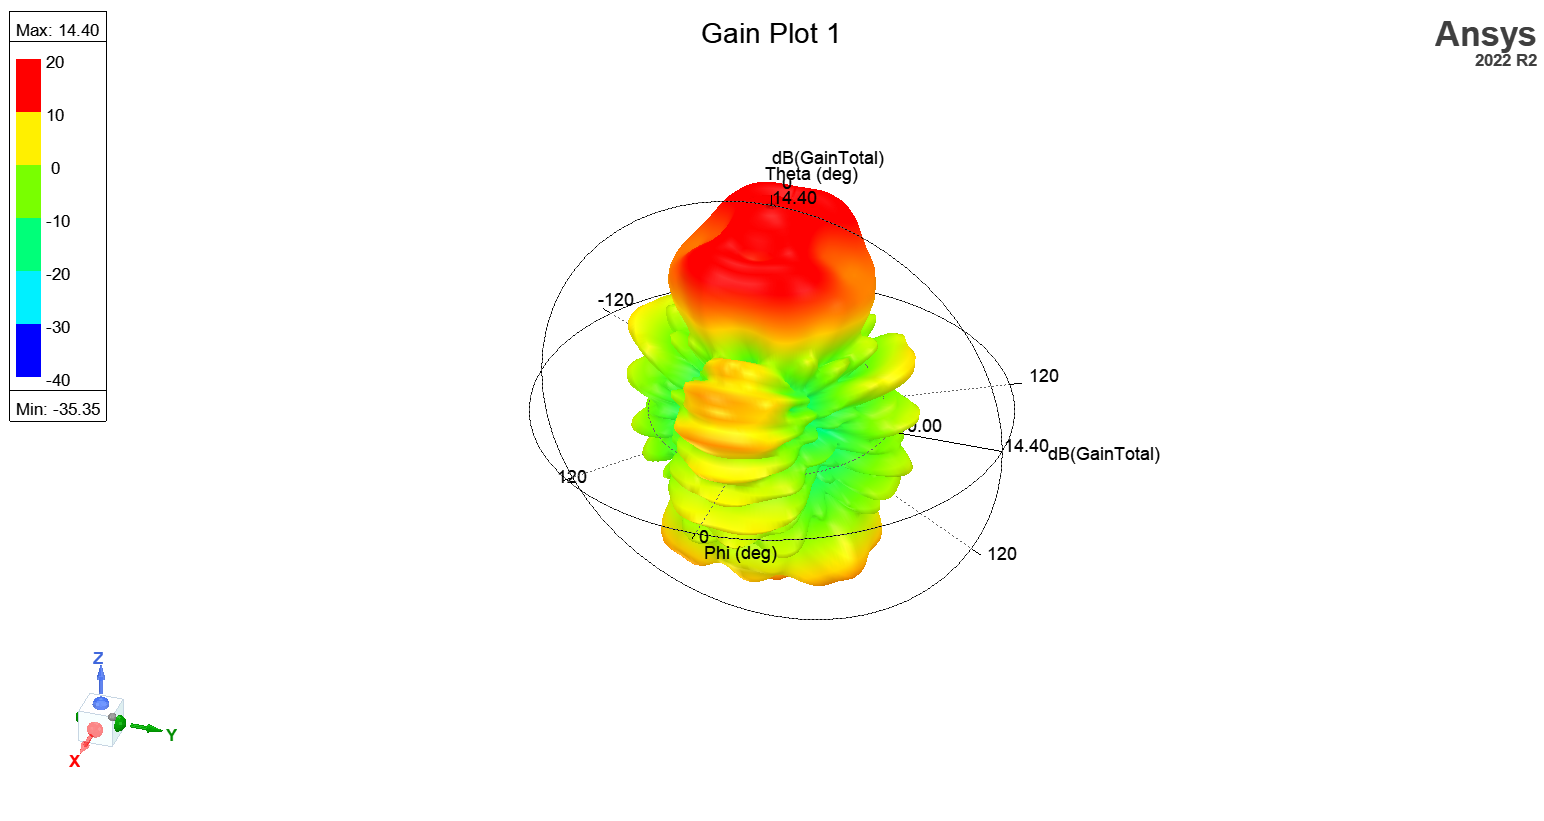 Gain Plot 1
Ansys
2022 R2
Max: 14.40
20
10
0
-10
-20
-30
-40
Min: -35.35
dB(GainTotal)
Theta (deg)
0
14.40
-120
120
0.00
14.40
dB(GainTotal)
120
120
0
Phi (deg)
Z
Y
X